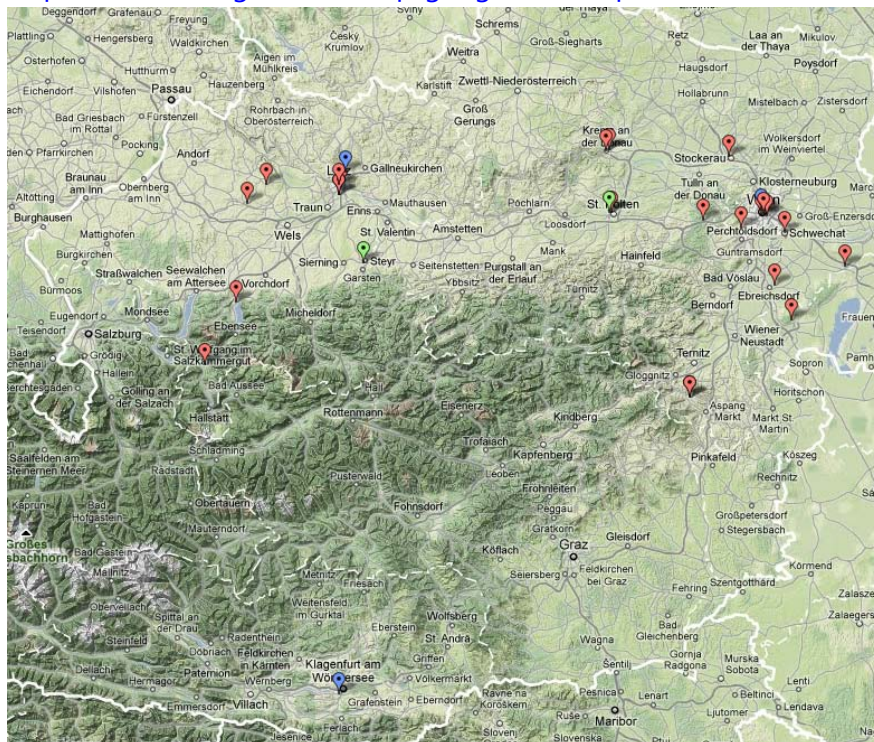 Deggendorf
Grafenau
Freyung
Sviny
Schrems
der Thaya
Retz
Laa an
der Thaya
Mikulov
Plattling
Hengersberg
Waldkirchen
Český
Krumlov
Weitra
Groß-Siegharts
Poysdorf
Osterhofen
Aigen im
Mühlkreis
Haugsdorf
Hutthurm
Hauzenberg
Karlstift
Zwettl-Niederösterreich
Eichendorf
Vilshofen
Passau
Hollabrunn
Rohrbach in
Oberösterreich
Groß
Gerungs
Mistelbach
Zistersdorf
Bad Griesbach
im Rottal
Fürstenzell
Krems an
der Donau
Pfarrkirchen
Pocking
Andorf
Wolkersdorf
im Weinviertel
Stockerau
Gallneukirchen
Braunau
am Inn
Obernberg
am Inn
Tulln an
der Donau
Klosterneuburg
Altötting
Mauthausen
Pöchlarn
Burghausen
Traun
Enns
Loosdorf
Groß-Enzersdorf
Perchtoldsdorf
Schwechat
Wels
St. Valentin
Amstetten
Mattighofen
Mank
Hainfeld
Guntramsdorf
Burgkirchen
Sierning
Steyr
Seitenstetten
Purgstall an
der Erlauf
Straßwalchen
Seewalchen
am Attersee
Garsten
Bad Vöslau
Vorchdorf
Ybbsitz
Türnitz
Berndorf
Ebreichsdorf
Mondsee
Micheldorf
Eugendorf
Ebensee
Wiener
Neustadt
Teisendorf
Salzburg
St. Wolfgang im
Salzkammergut
Ternitz
Sopron
Grödig
Gloggnitz
Hallein
Bad Aussee
Hall
Berchtesgaden
Golling an
der Salzach
Eisenerz
Kindberg
Horitschon
Hallstatt
Rottenmann
Aspang
Markt
Markt St.
Martin
Trofaiach
Kapfenberg
Schladming
Saalfelden am
Steinernen Meer
Radstadt
Leoben
Pinkafeld
Kőszeg
Pusterwald
Rechnitz
Frohnleiten
Kaprun
Bad
Hofgastein
Obertauern
Fohnsdorf
Peggau
Großpetersdorf
Stegersbach
Mauterndorf
Gratkorn
Großes
Graz
Gleisdorf
Bad Gastein
Köflach
Körmend
Mallnitz
Metnitz
Friesach
Seiersberg
Feldkirchen
bei Graz
Szentgotthárd
Fehring
Obervellach
Weitensfeld
im Gurktal
Wolfsberg
Spittal an
der Drau
Eberstein
St. Andrä
Bad
Gleichenberg
Wagna
Steinfeld
Radenthein
Döbriach
Feldkirchen
in Kärnten
Griffen
Gornja
Radgona
Klagenfurt am
Wörthersee
Šentilj
Murska
Sobota
Dellach
Paternion
Wernberg
Völkermarkt
Lenti
Hermagor
Ravne na
Koroškem
Pesnica
Lenart
Beltinci
Villach
Grafenstein
Eberndorf
Emmersdorf
Ruše
Maribor
Ljutomer
Lendava
Ferlach
Jesenice
Slovenska